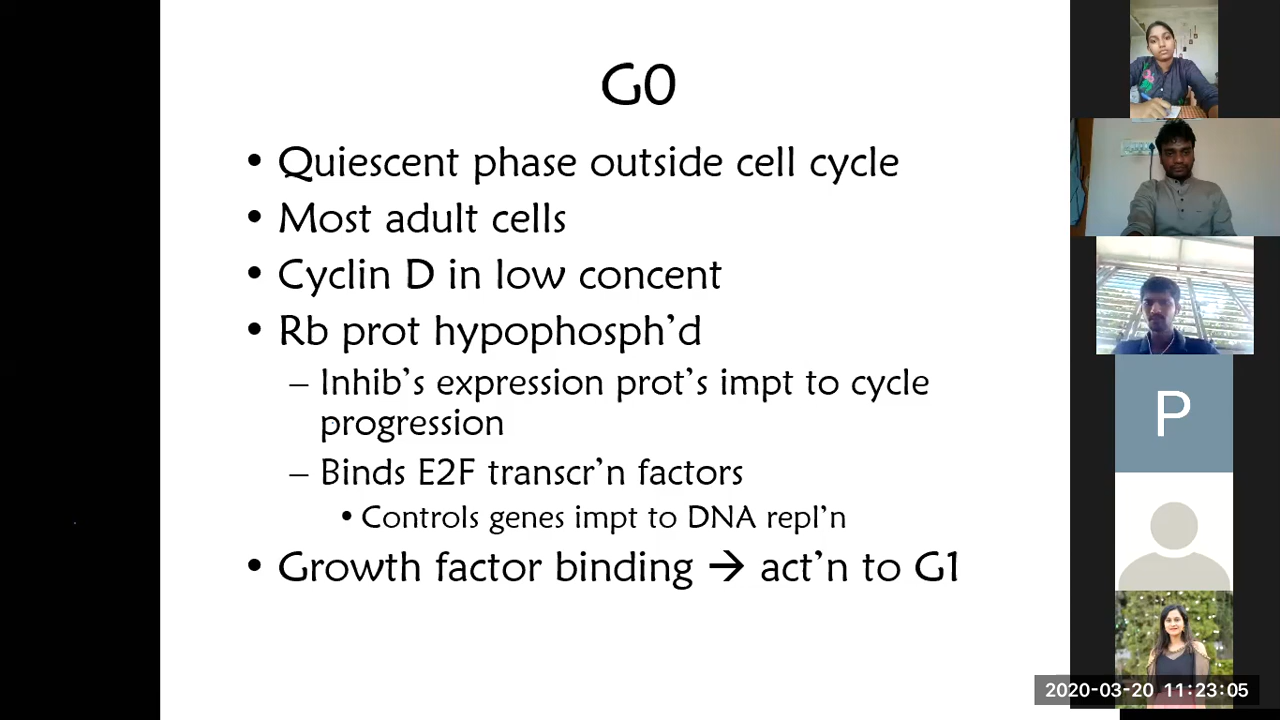 G0
• Quiescent phase outside cell cycle
• Most adult cells
• Cyclin D in low concent
• Rb prot hypophosph’d
– Inhib’s expression prot’s impt to cycle
progression
– Binds E2F transcr’n factors
• Controls genes impt to DNA repl’n
• Growth factor binding → act’n to G1
P
2020-03-20 11:23:05